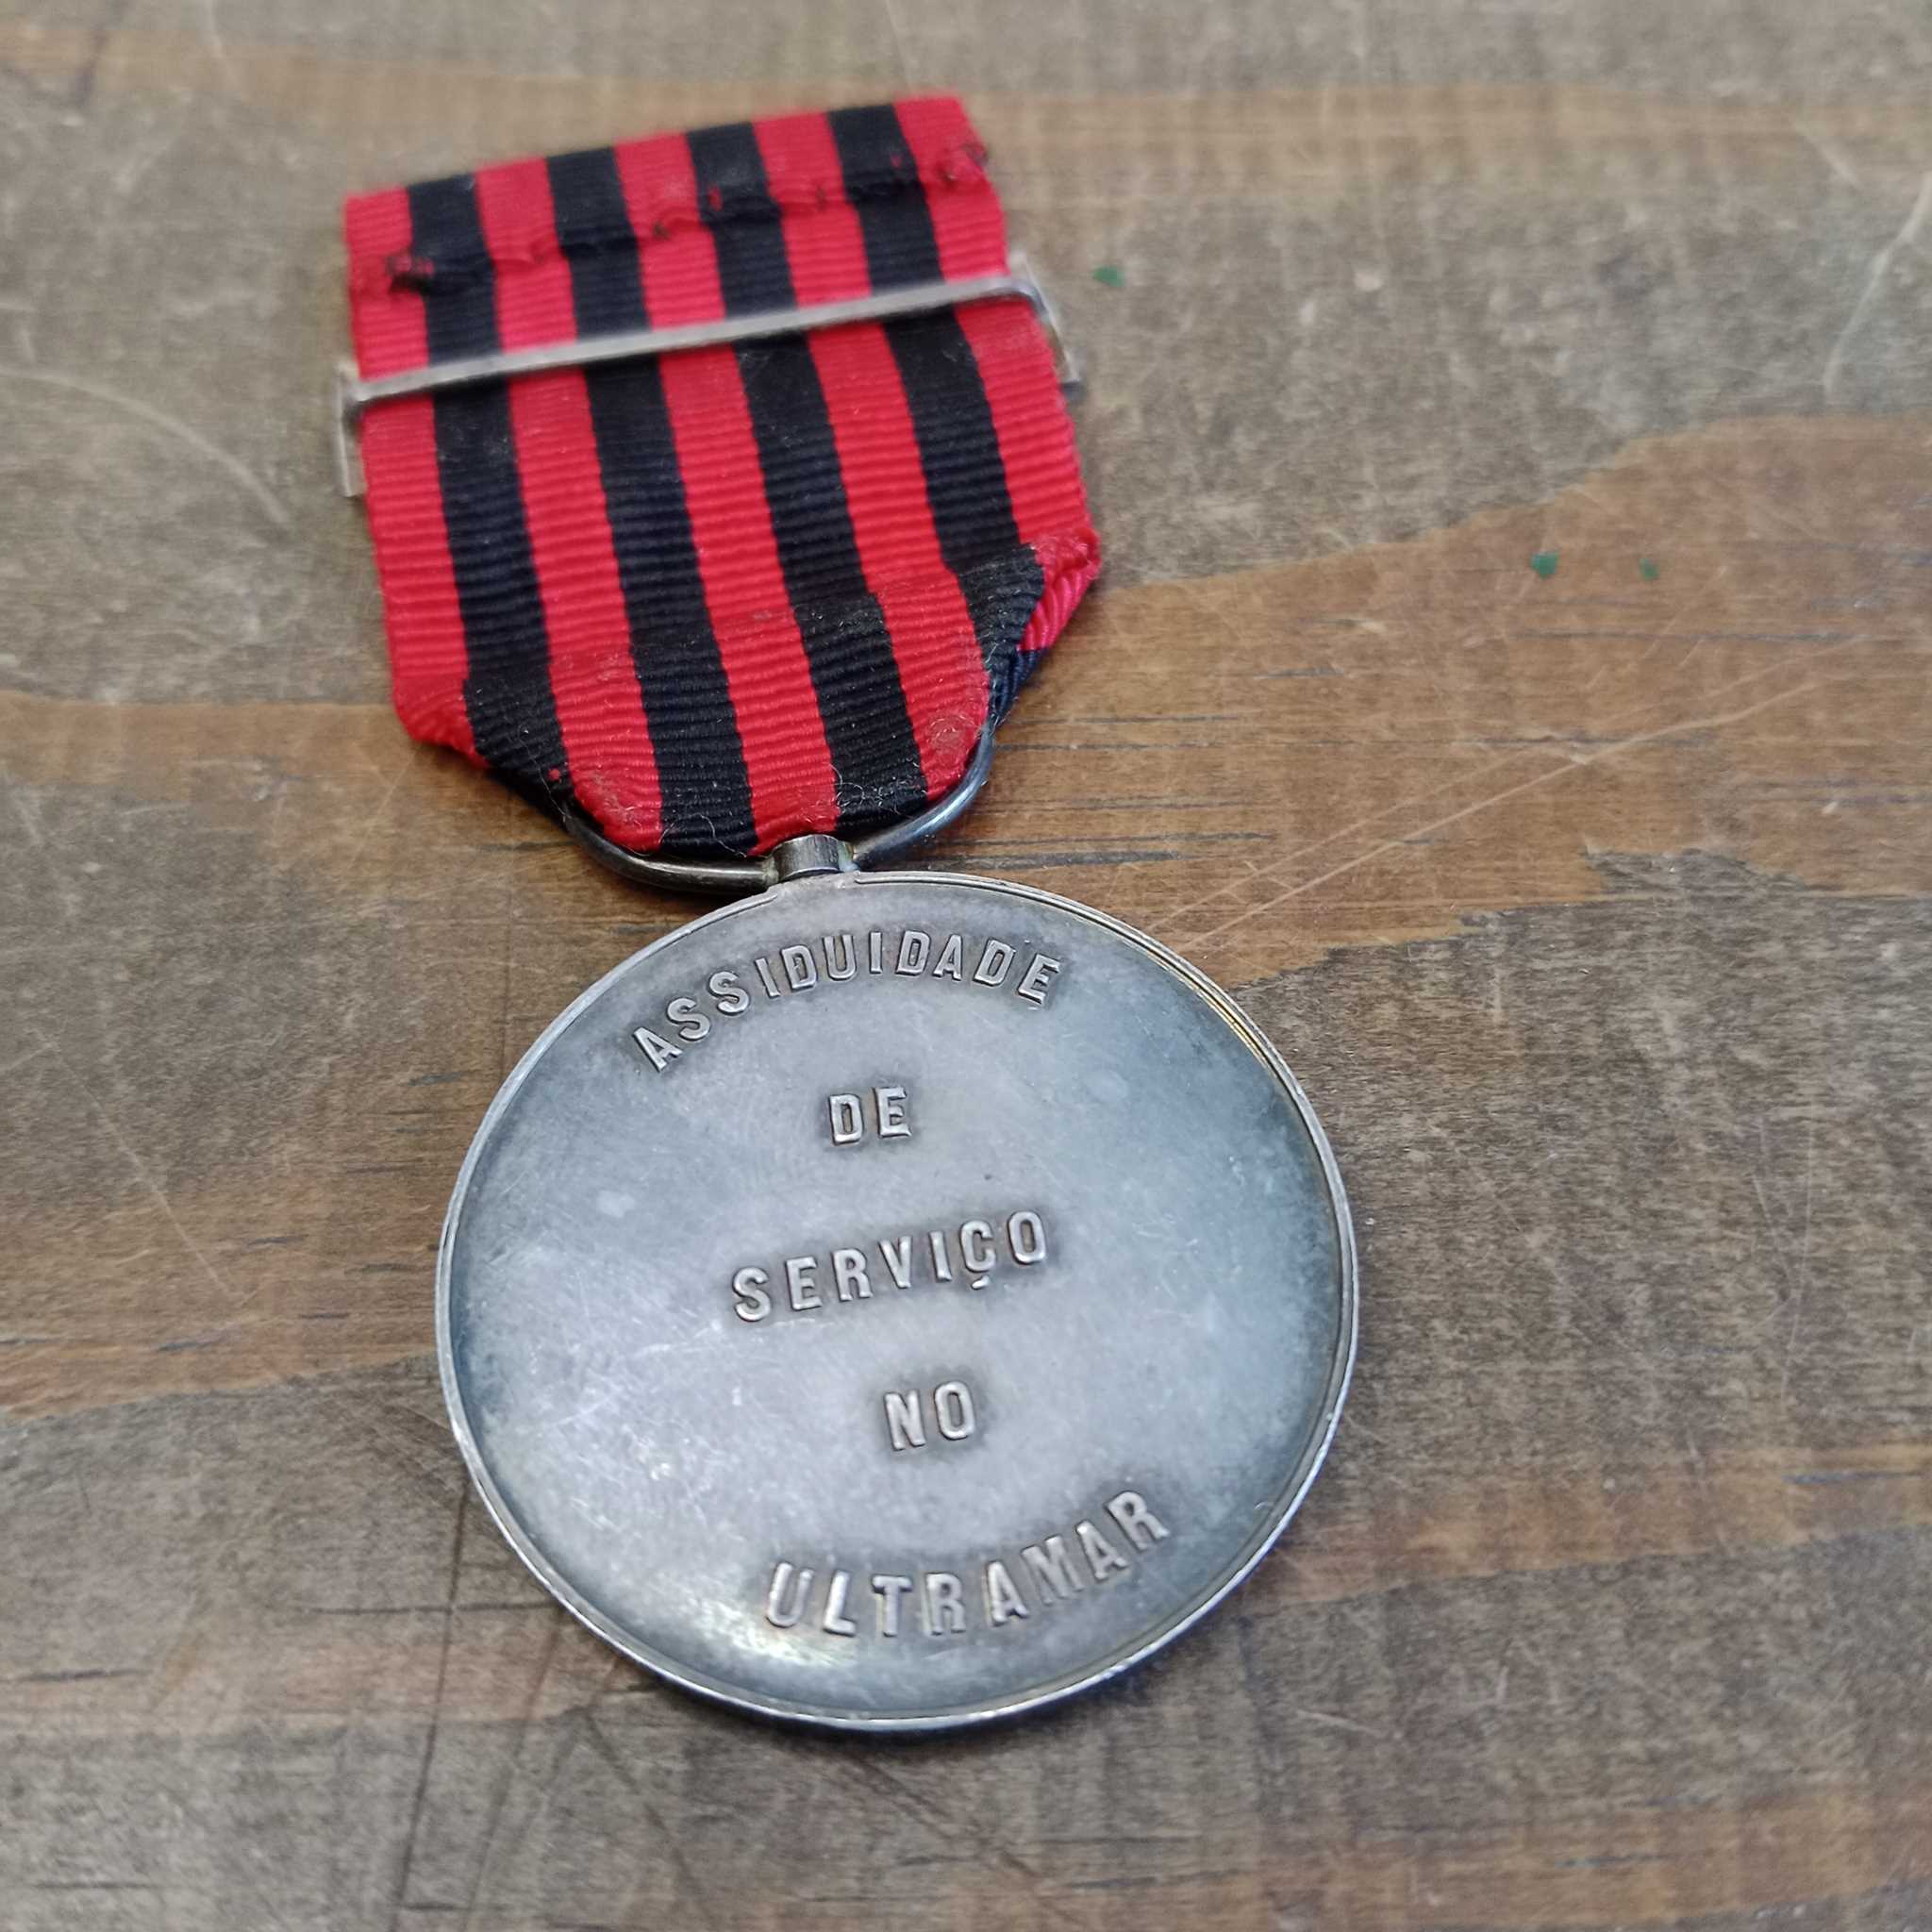 ASSIDUIDADE
DE
SERVIÇO
NO
ULTRAMAR